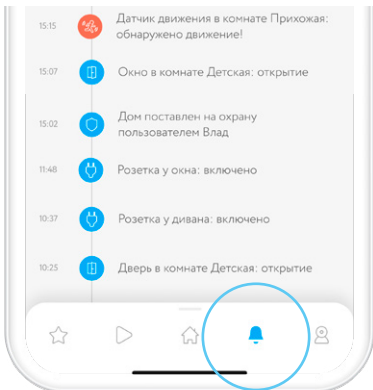 15:15 Датчик движения в комнате Прихожая:
обнаружено движение!
15:07 Окно в комнате Детская: открытие
15:02 Дом поставлен на охрану
пользователем Влад
11:48 Розетка у окна: включено
10:37 Розетка у дивана: включено
10:25 Дверь в комнате Детская: открытие